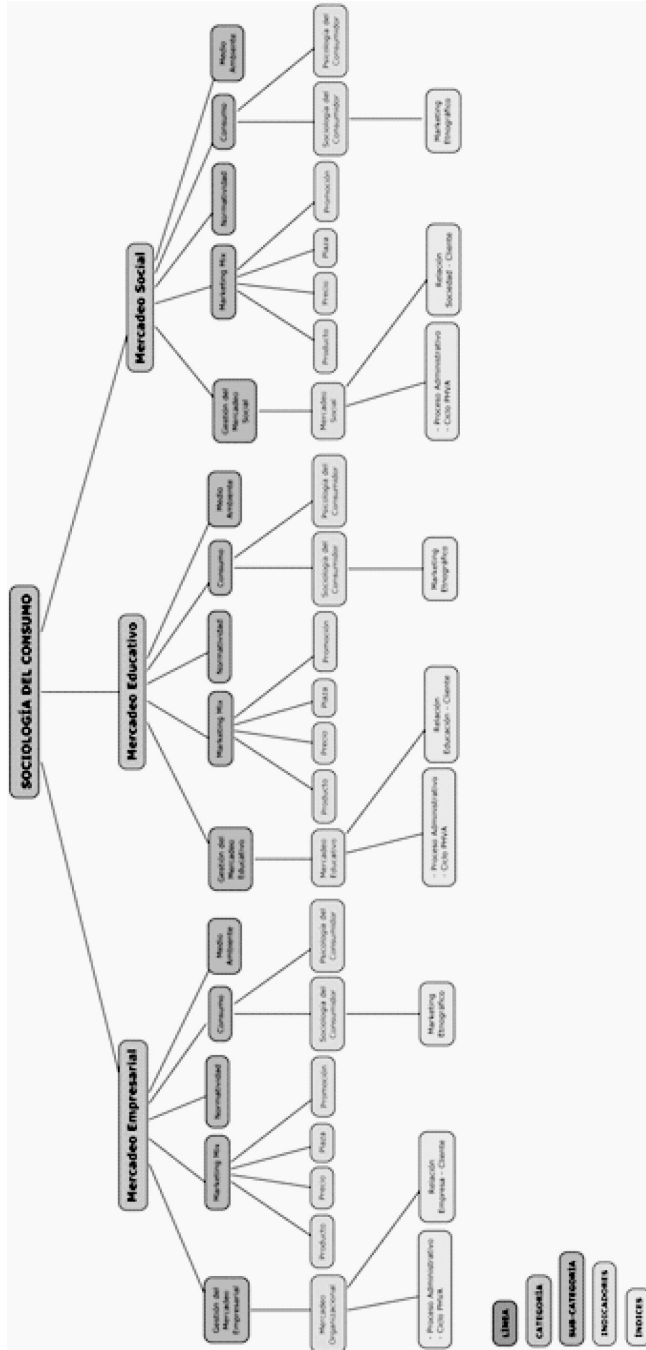 SOCIOLOGÍA DEL CONSUMO
Mercadeo Empresarial
Mercadeo Educativo
Mercadeo Social
Gestión del
Mercadeo
Empresarial
Marketing Mix
Normatividad
Consumo
Medio
Ambiente
Gestión del
Mercadeo
Educativo
Marketing Mix
Normatividad
Consumo
Medio
Ambiente
Gestión del
Mercadeo
Social
Marketing Mix
Normatividad
Consumo
Medio
Ambiente
Mercadeo
Organizacional
Producto
Precio
Plaza
Promoción
Sociología del
Consumidor
Psicología del
Consumidor
Mercadeo
Educativo
Producto
Precio
Plaza
Promoción
Sociología del
Consumidor
Psicología del
Consumidor
Mercadeo
Social
Producto
Precio
Plaza
Promoción
Sociología del
Consumidor
Psicología del
Consumidor
- Proceso Administrativo
- Ciclo PHVA
Relación
Empresa - Cliente
Marketing
Etnográfico
- Proceso Administrativo
- Ciclo PHVA
Relación
Educación - Cliente
Marketing
Etnográfico
- Proceso Administrativo
- Ciclo PHVA
Relación
Sociedad - Cliente
Marketing
Etnográfico
LÍNEA
CATEGORÍA
SUB-CATEGORÍA
INDICADORES
ÍNDICES